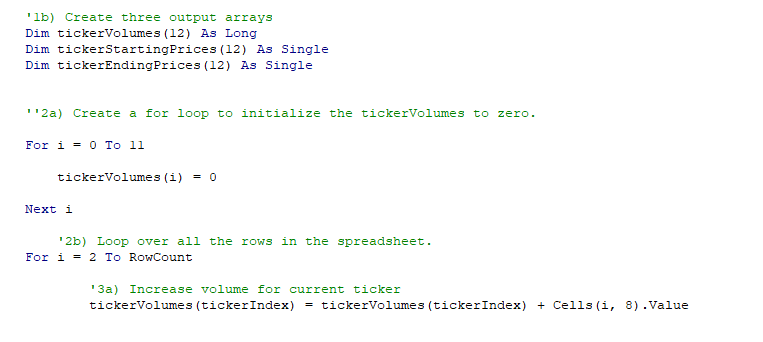 '1b) Create three output arrays
Dim tickerVolumes(12) As Long
Dim tickerStartingPrices(12) As Single
Dim tickerEndingPrices(12) As Single
''2a) Create a for loop to initialize the tickerVolumes to zero.
For i = 0 To 11
tickerVolumes(i) = 0
Next i
'2b) Loop over all the rows in the spreadsheet.
For i = 2 To RowCount
'3a) Increase volume for current ticker
tickerVolumes(tickerIndex) = tickerVolumes(tickerIndex) + Cells(i, 8).Value